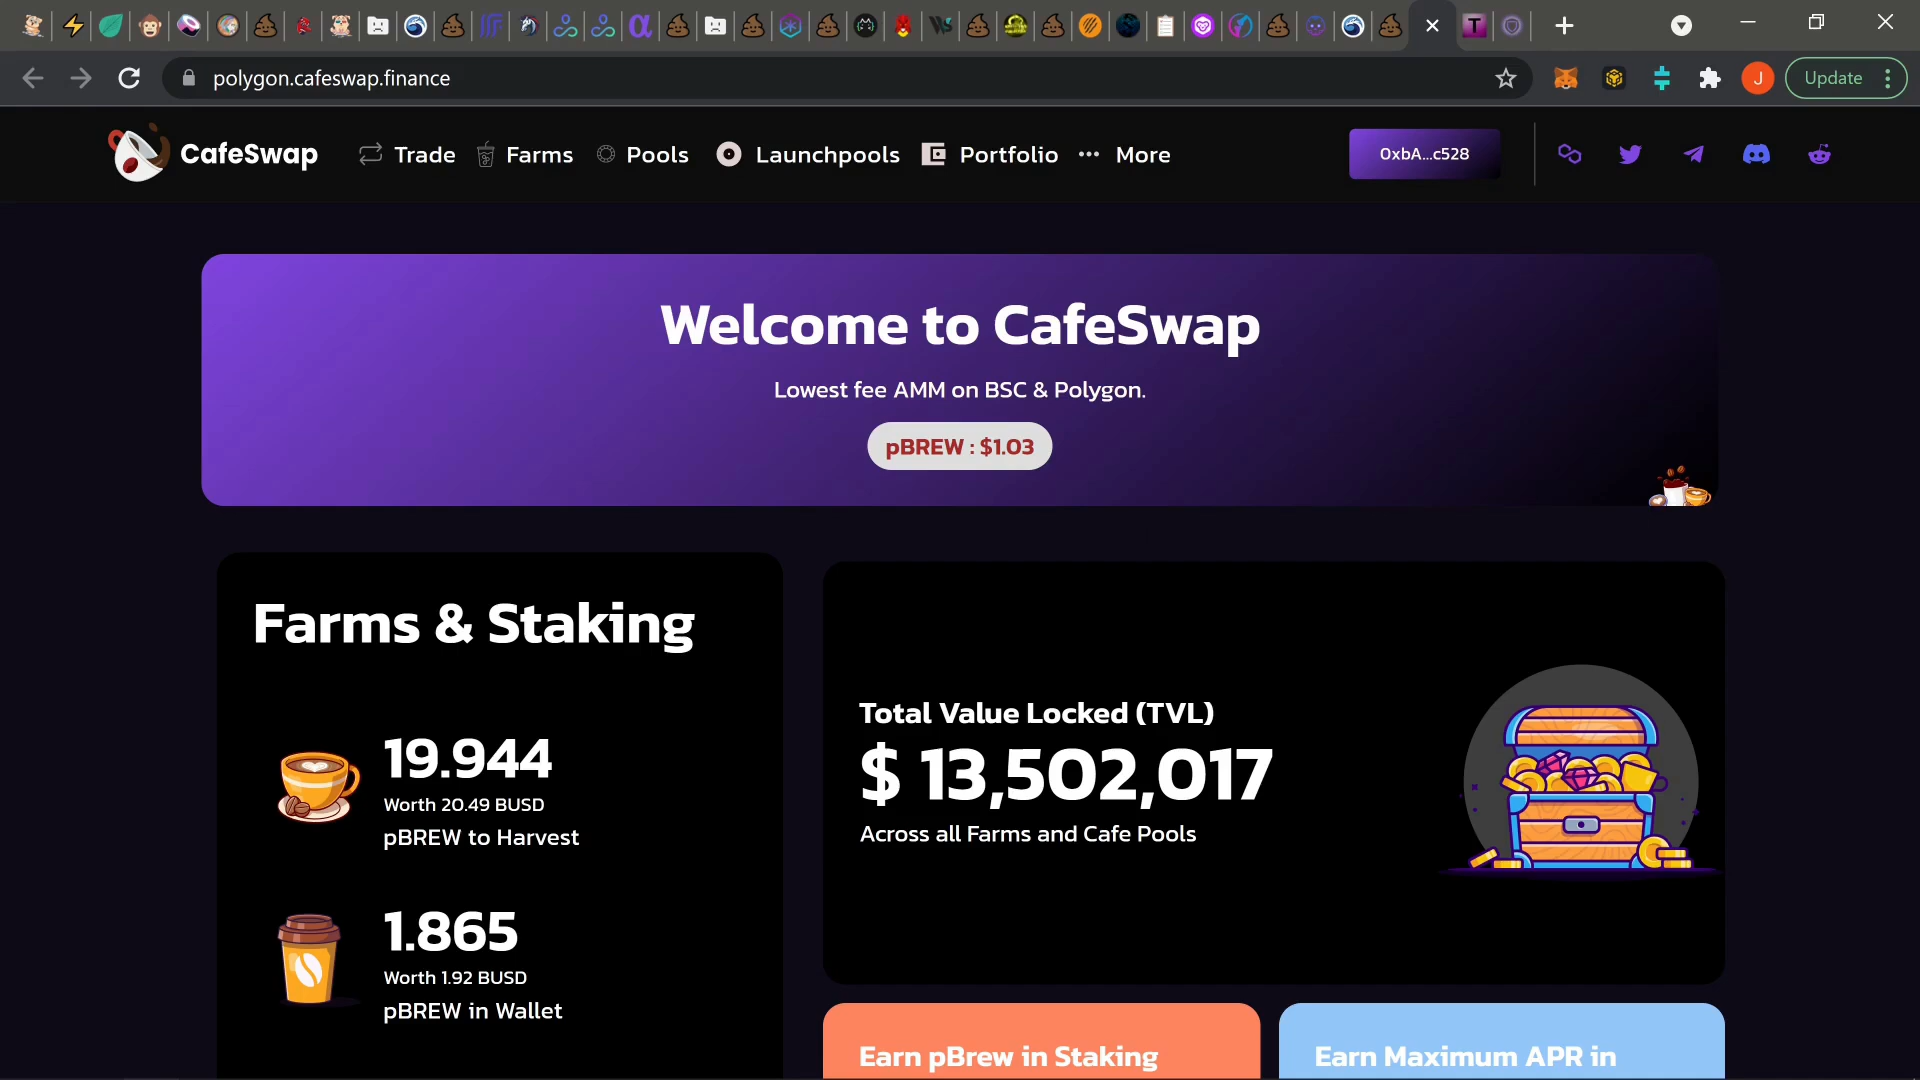 polygon.cafeswap.finance
J
Update
CafeSwap
Trade
Farms
Pools
Launchpools
Portfolio
More
0xbA...c528
Welcome to CafeSwap
Lowest fee AMM on BSC & Polygon.
pBREW : $1.03
Farms & Staking
19.944
Worth 20.49 BUSD
pBREW to Harvest
1.865
Worth 1.92 BUSD
pBREW in Wallet
Total Value Locked (TVL)
$ 13,502,017
Across all Farms and Cafe Pools
Earn pBrew in Staking
Earn Maximum APR in